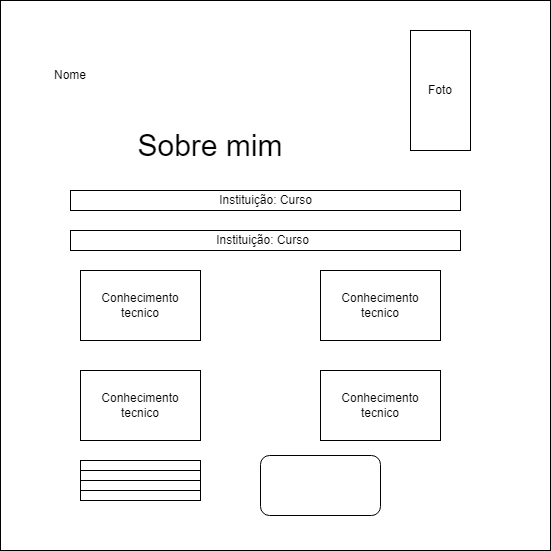 Nome
Foto
Sobre mim
Instituição: Curso
Instituição: Curso
Conhecimento
tecnico
Conhecimento
tecnico
Conhecimento
tecnico
Conhecimento
tecnico